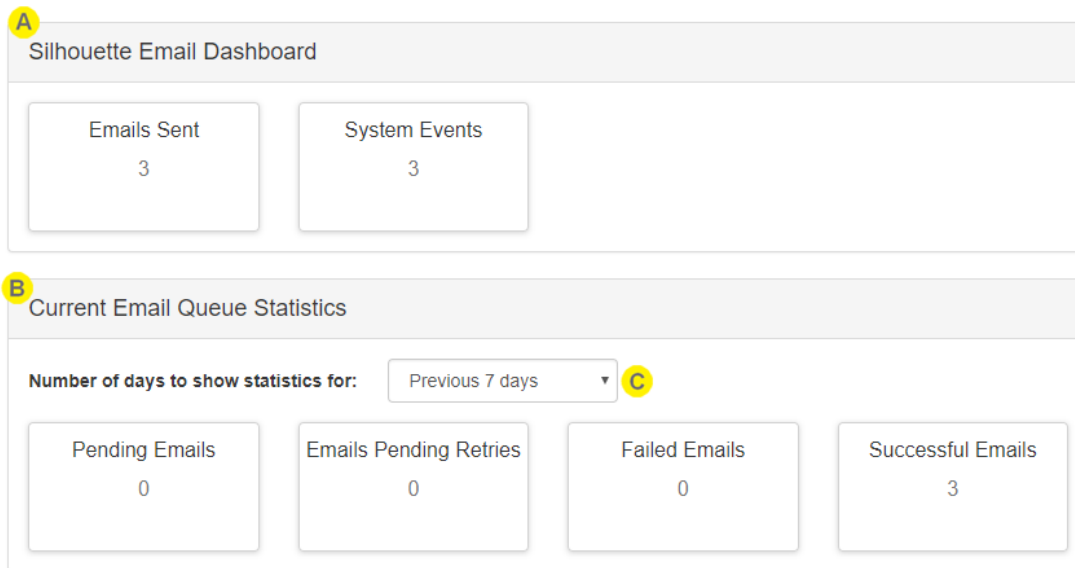 A
Silhouette Email Dashboard
Emails Sent System Events
3 3
B
Current Email Queue Statistics
Number of days to show statistics for: Previous 7 days C
Pending Emails Emails Pending Retries Failed Emails Successful Emails
0 0 0 3